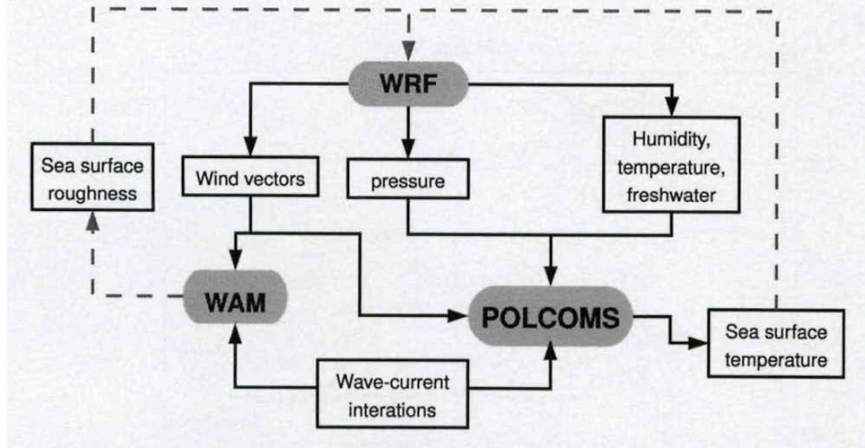 WRF
Humidity,
temperature,
freshwater
Sea surface
roughness
Wind vectors
pressure
WAM
POLCOMS
Sea surface
temperature
Wave-current
interations